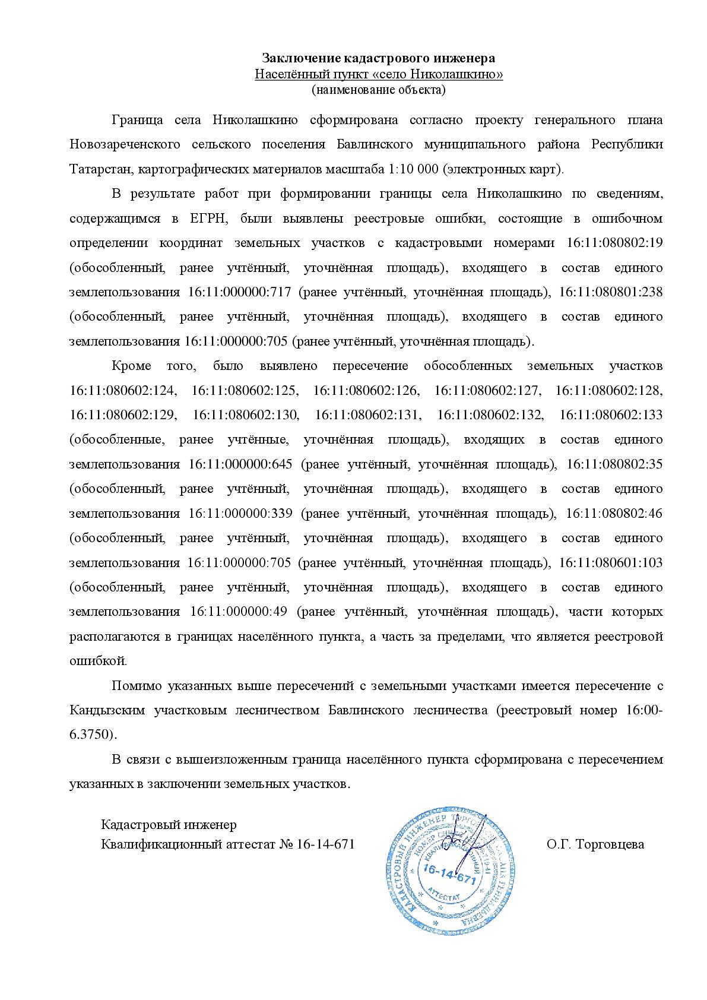 Заключение кадастрового инженера
Населённый пункт «село Николашкино»
(наименование объекта)
Граница села Николашкино сформирована согласно проекту генерального плана
Новозареченского сельского поселения Бавлинского муниципального района Республики
Татарстан, картографических материалов масштаба 1:10 000 (электронных карт).
В результате работ при формировании границы села Николашкино по сведениям,
содержащимся в ЕГРН, были выявлены реестровые ошибки, состоящие в ошибочном
определении координат земельных участков с кадастровыми номерами 16:11:080802:19
(обособленный, ранее учтённый, уточнённая площадь), входящего в состав единого
землепользования 16:11:000000:717 (ранее учтённый, уточнённая площадь), 16:11:080801:238
(обособленный, ранее учтённый, уточнённая площадь), входящего в состав единого
землепользования 16:11:000000:705 (ранее учтённый, уточнённая площадь).
Кроме того, было выявлено пересечение обособленных земельных участков
16:11:080602:124, 16:11:080602:125, 16:11:080602:126, 16:11:080602:127, 16:11:080602:128,
16:11:080602:129, 16:11:080602:130, 16:11:080602:131, 16:11:080602:132, 16:11:080602:133
(обособленные, ранее учтённые, уточнённая площадь), входящих в состав единого
землепользования 16:11:000000:645 (ранее учтённый, уточнённая площадь), 16:11:080802:35
(обособленный, ранее учтённый, уточнённая площадь), входящего в состав единого
землепользования 16:11:000000:339 (ранее учтённый, уточнённая площадь), 16:11:080802:46
(обособленный, ранее учтённый, уточнённая площадь), входящего в состав единого
землепользования 16:11:000000:705 (ранее учтённый, уточнённая площадь), 16:11:080601:103
(обособленный, ранее учтённый, уточнённая площадь), входящего в состав единого
землепользования 16:11:000000:49 (ранее учтённый, уточнённая площадь), части которых
располагаются в границах населённого пункта, а часть за пределами, что является реестровой
ошибкой.
Помимо указанных выше пересечений с земельными участками имеется пересечение с
Кандызским участковым лесничеством Бавлинского лесничества (реестровый номер 16:00-
6.3750).
В связи с вышеизложенным граница населённого пункта сформирована с пересечением
указанных в заключении земельных участков.
Кадастровый инженер
Квалификационный аттестат № 16-14-671
О.Г. Торговцева
КАДАСТРОВЫЙ ИНЖЕНЕР ГЕННАДЬЕВНА
НОМЕР
КВАЛИФИКАЦИОННЫЙ
16-14-671
АТТЕСТАТ